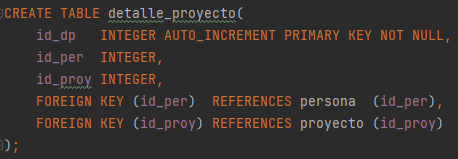 CREATE TABLE detalle_proyecto(
    id_dp   INTEGER AUTO_INCREMENT PRIMARY KEY NOT NULL,
    id_per  INTEGER,
    id_proy INTEGER,
    FOREIGN KEY (id_per)  REFERENCES persona  (id_per),
    FOREIGN KEY (id_proy) REFERENCES proyecto (id_proy)
);